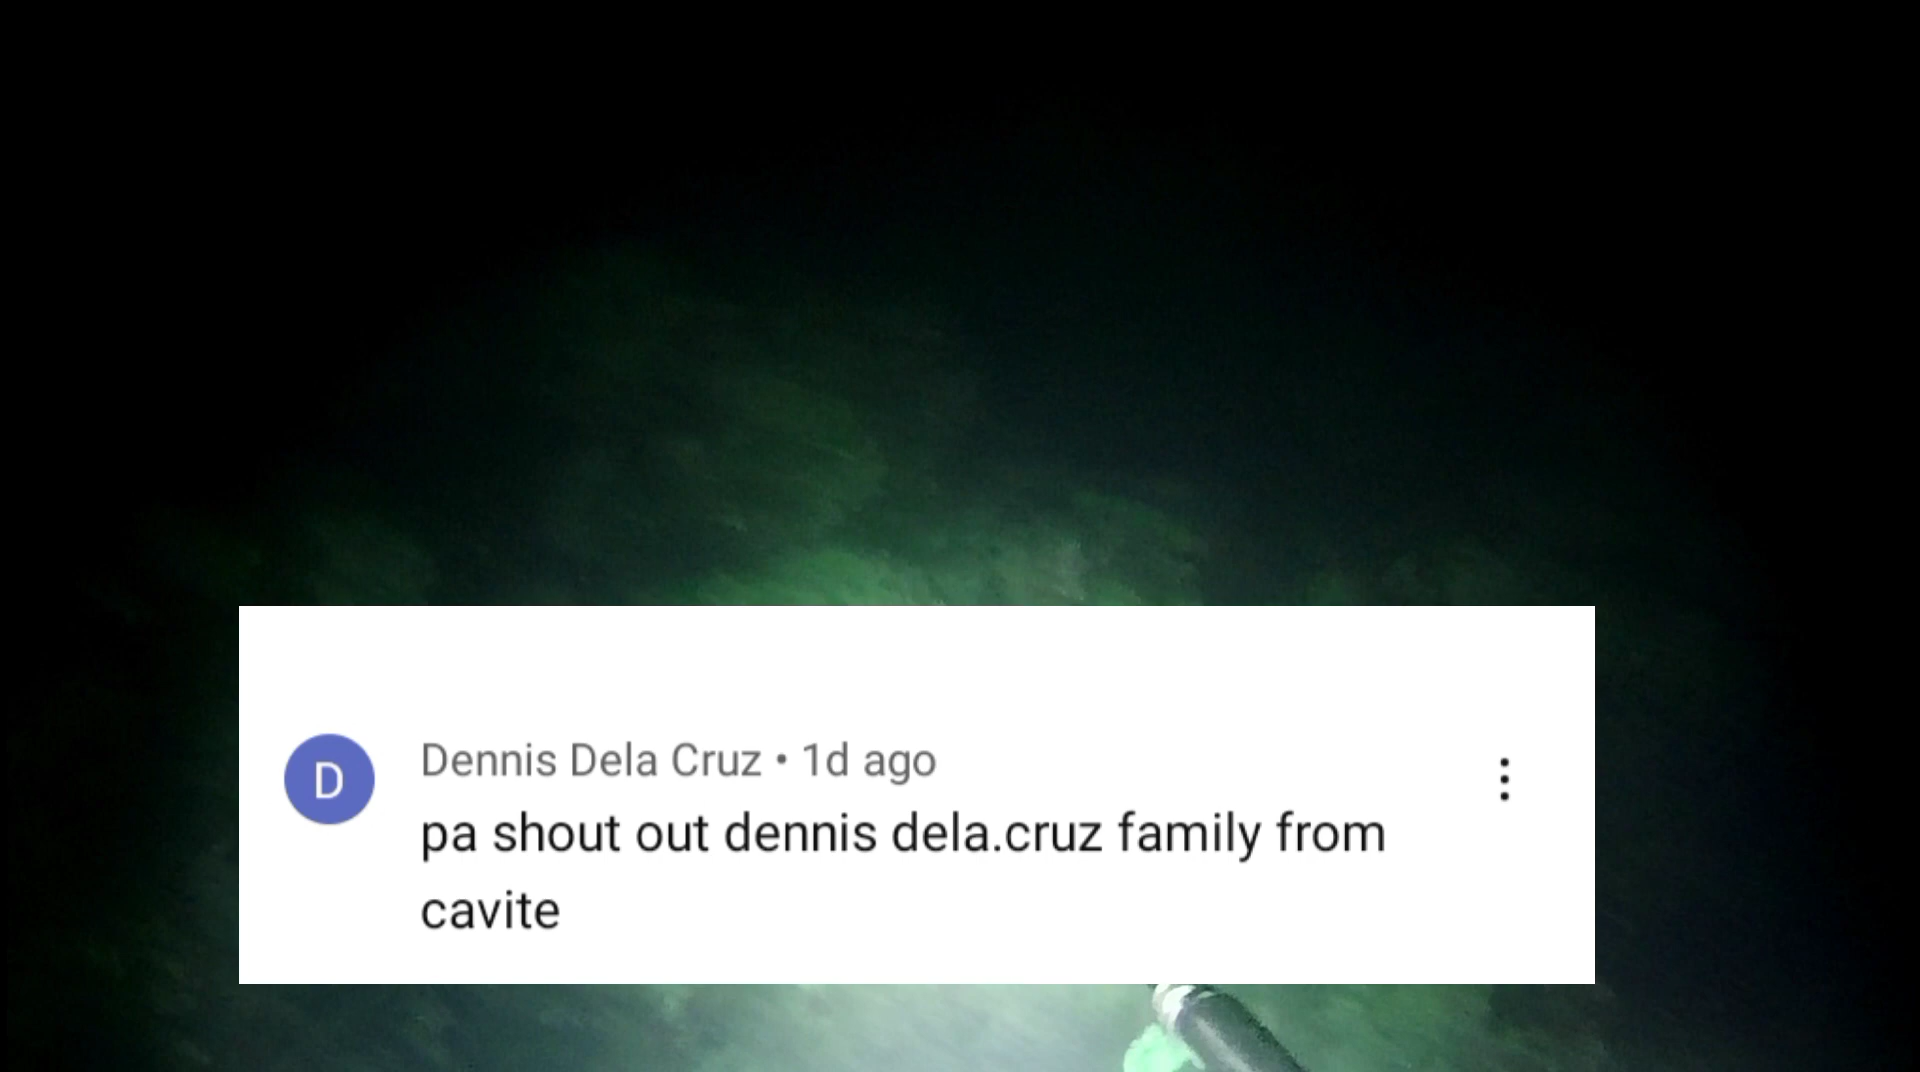 D
Dennis Dela Cruz • 1d ago
pa shout out dennis dela.cruz family from
cavite